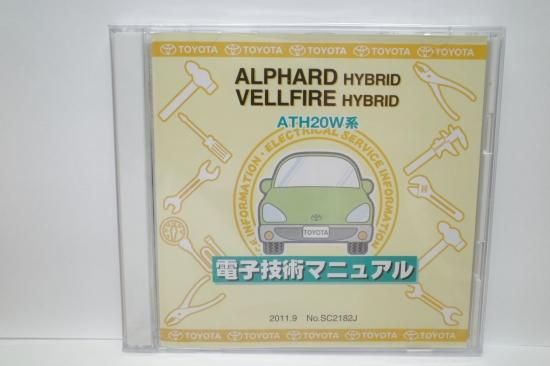 TOYOTA TOYOTA TOYOTA TOYOTA TOYOTA
ALPHARD HYBRID
VELLFIRE HYBRID
ATH20W系
INFORMATION・ELECTRICAL SERVICE INFORMATION
TOYOTA
電子技術マニュアル
2011.9 No.SC2182J
TOYOTA TOYOTA TOYOTA TOYOTA TOYOTA